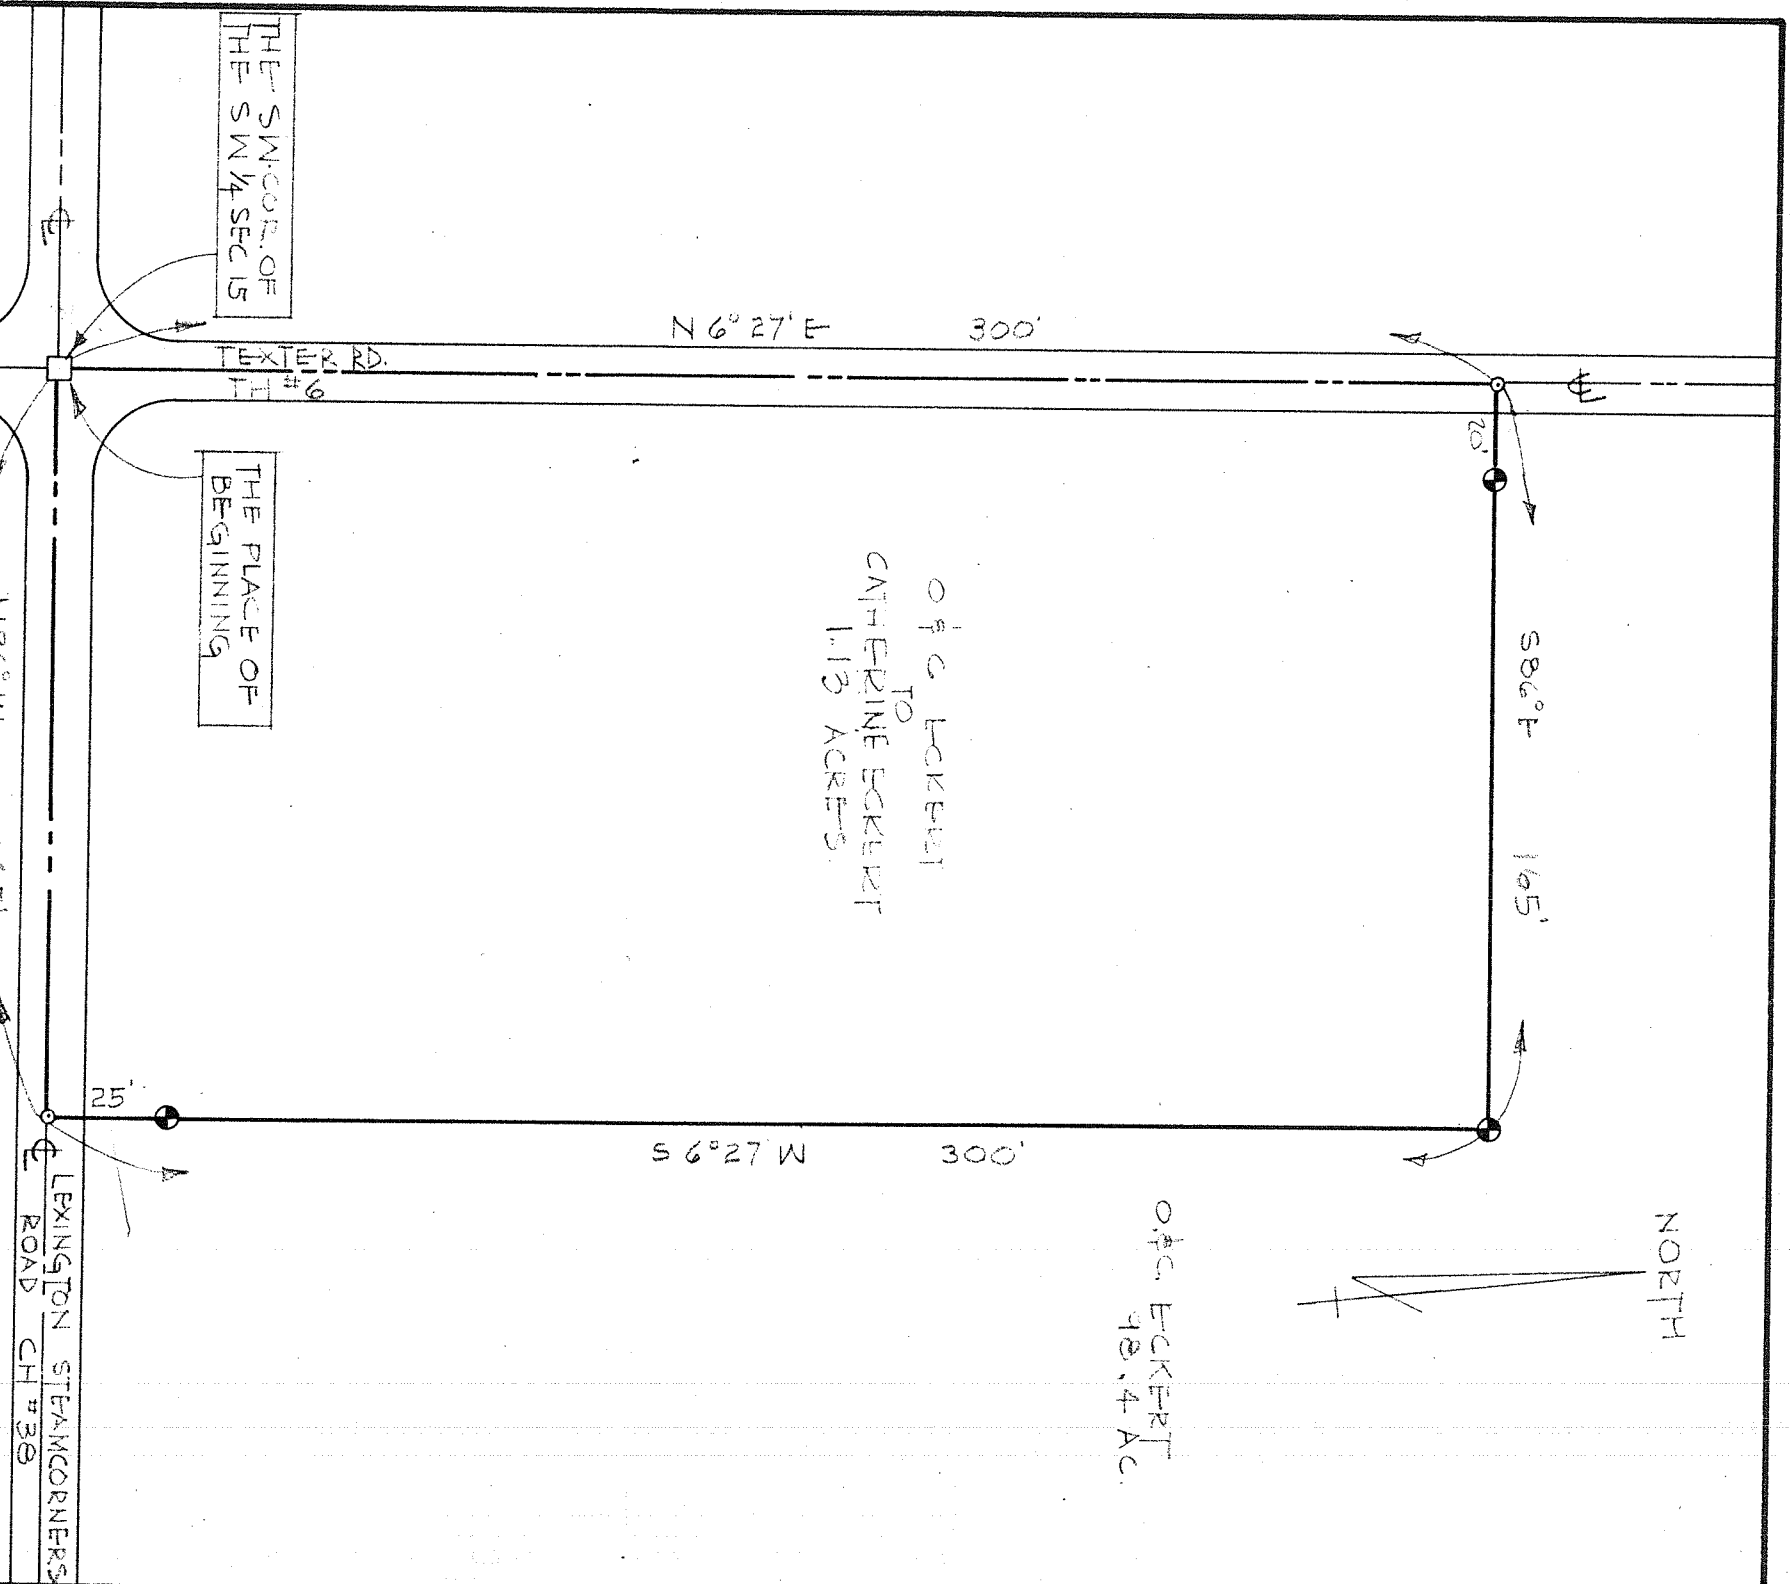 THE SW. COR. OF
THE SW 1/4 SEC 15
N 6° 27' E 300'
TEXTER RD.
TH #6
℄
℄
20'
S 86° E 165'
THE PLACE OF
BEGINNING
O & C ECKERT
TO
CATHERINE ECKERT
1.13 ACRES.
25'
S 6° 27' W 300'
℄
NORTH
O. & C. ECKERT
98.4 AC.
LEXINGTON STEAMCORNERS
ROAD CH #38